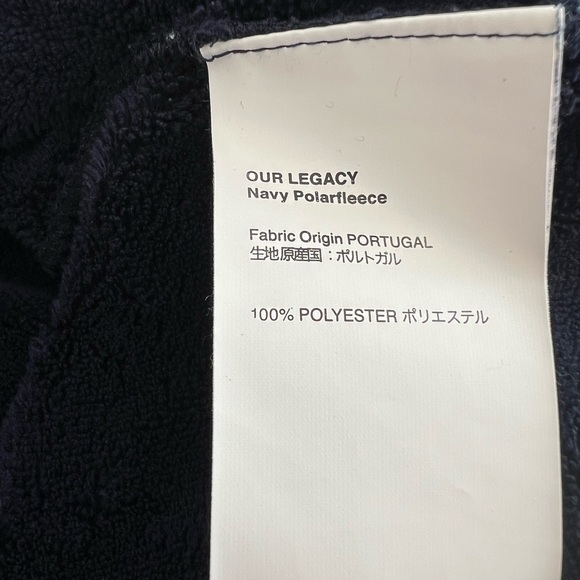 OUR LEGACY
Navy Polarfleece
Fabric Origin PORTUGAL
生地原産国：ポルトガル
100% POLYESTER ポリエステル